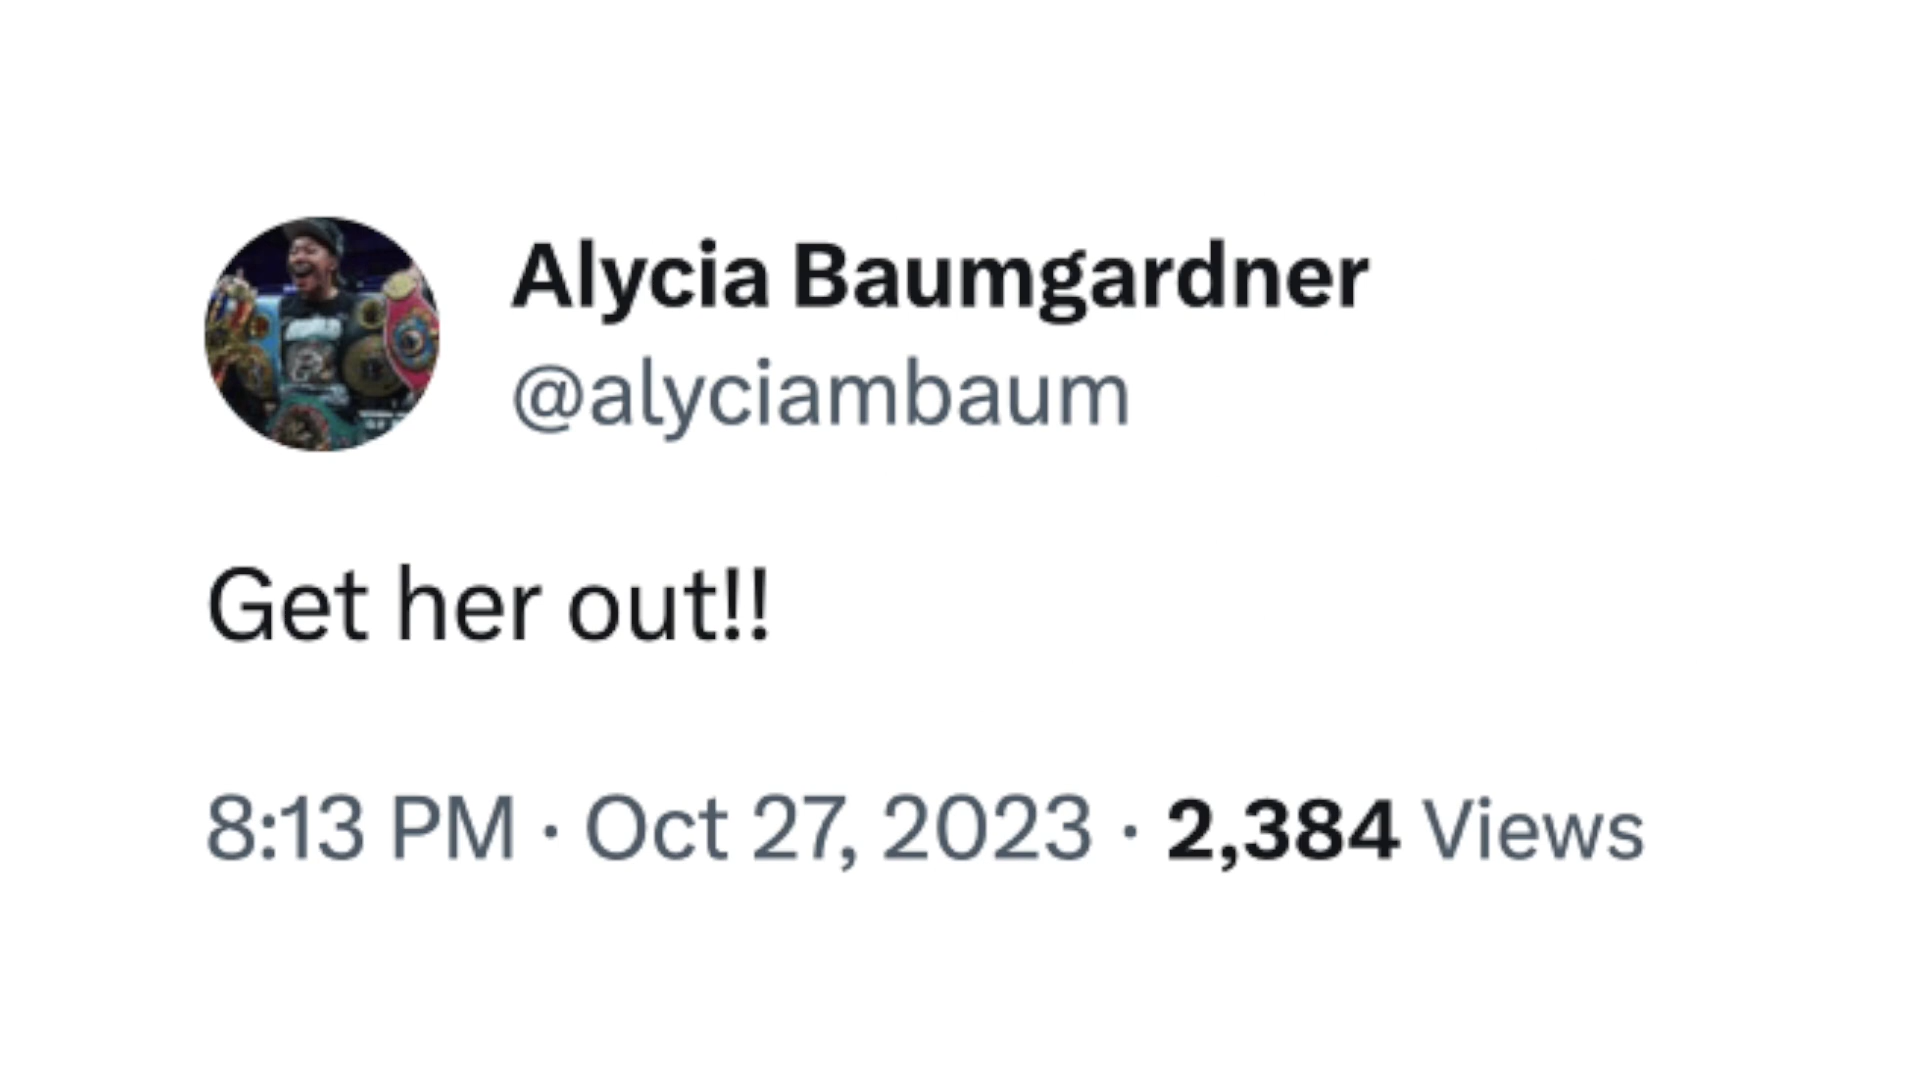 Alycia Baumgardner
@alyciambaum
Get her out!!
8:13 PM · Oct 27, 2023 · 2,384 Views